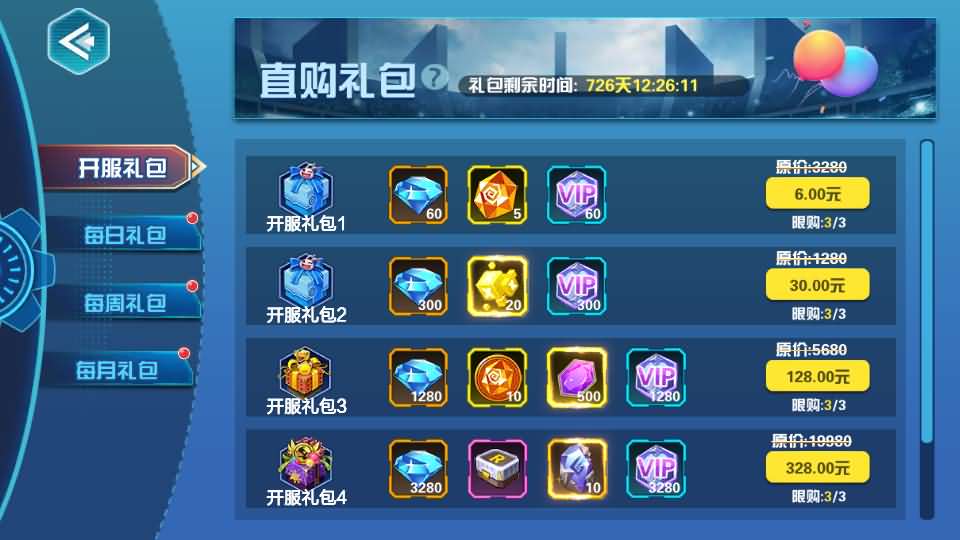 直购礼包?
礼包剩余时间: 726天12:26:11
开服礼包
每日礼包
每周礼包
每月礼包
开服礼包1
60
5
VIP
60
原价:3280
6.00元
限购:3/3
开服礼包2
300
20
VIP
300
原价:1280
30.00元
限购:3/3
开服礼包3
1280
10
500
VIP
1280
原价:5680
128.00元
限购:3/3
开服礼包4
3280
R
10
VIP
3280
原价:19980
328.00元
限购:3/3